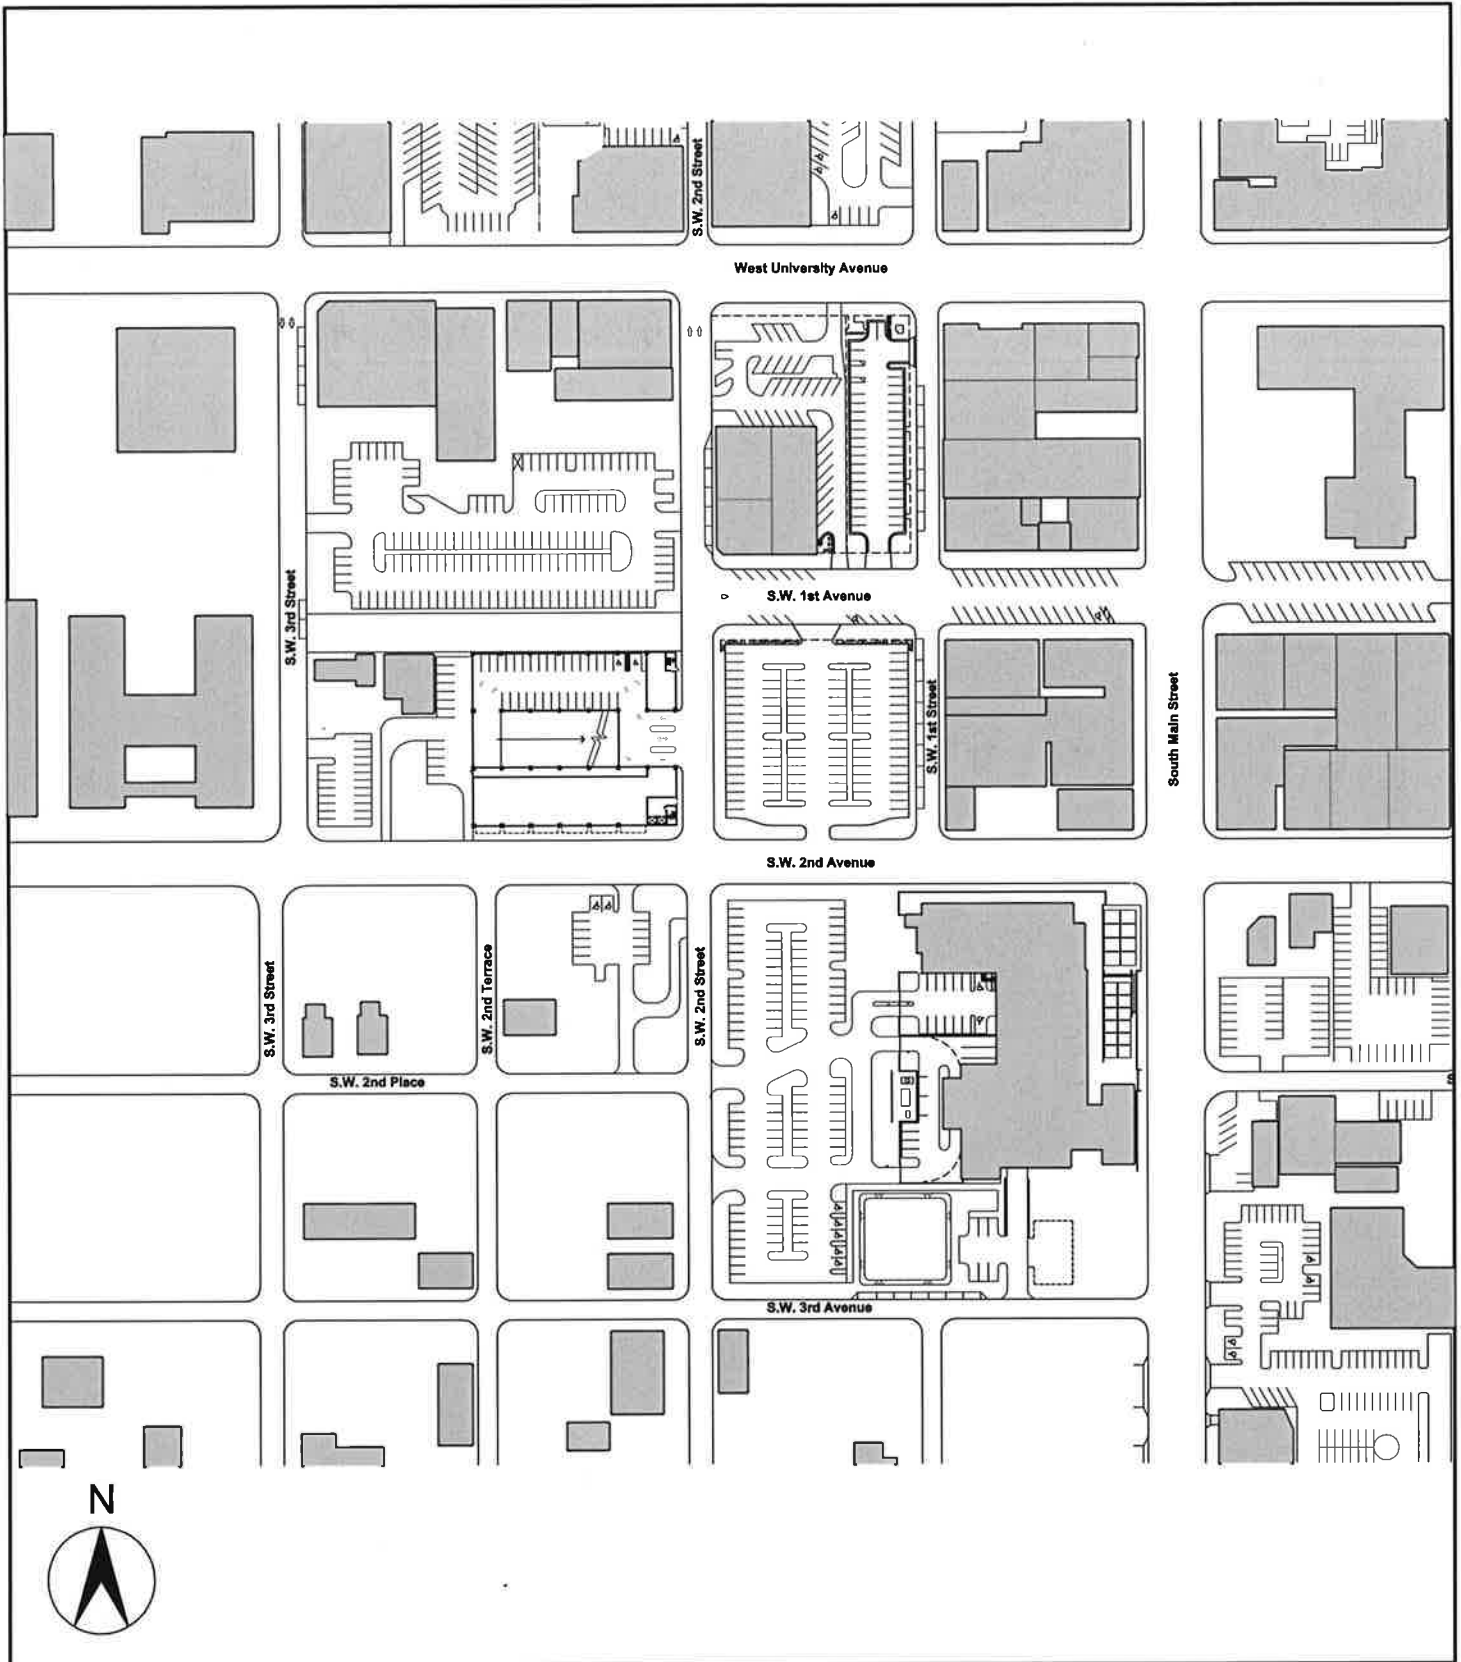 S.W. 2nd Street
West University Avenue
S.W. 3rd Street
S.W. 1st Avenue
S.W. 1st Street
South Main Street
S.W. 2nd Avenue
S.W. 3rd Street
S.W. 2nd Terrace
S.W. 2nd Street
S.W. 2nd Place
S.W. 3rd Avenue
N